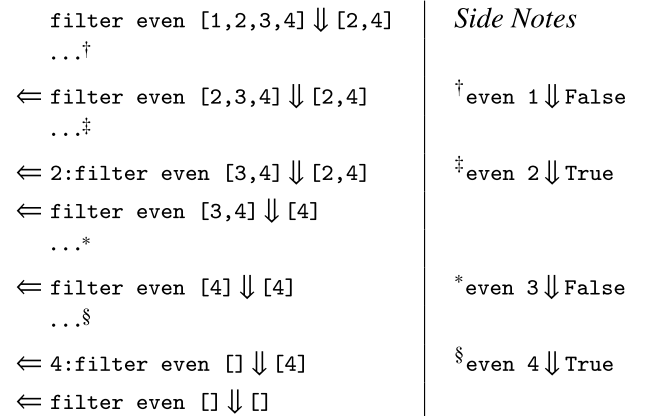 filter even [1,2,3,4] ⇓ [2,4]
...†
⇐ filter even [2,3,4] ⇓ [2,4]
...‡
⇐ 2:filter even [3,4] ⇓ [2,4]
⇐ filter even [3,4] ⇓ [4]
...*
⇐ filter even [4] ⇓ [4]
...§
⇐ 4:filter even [] ⇓ [4]
⇐ filter even [] ⇓ []
Side Notes
†even 1 ⇓ False
‡even 2 ⇓ True
*even 3 ⇓ False
§even 4 ⇓ True